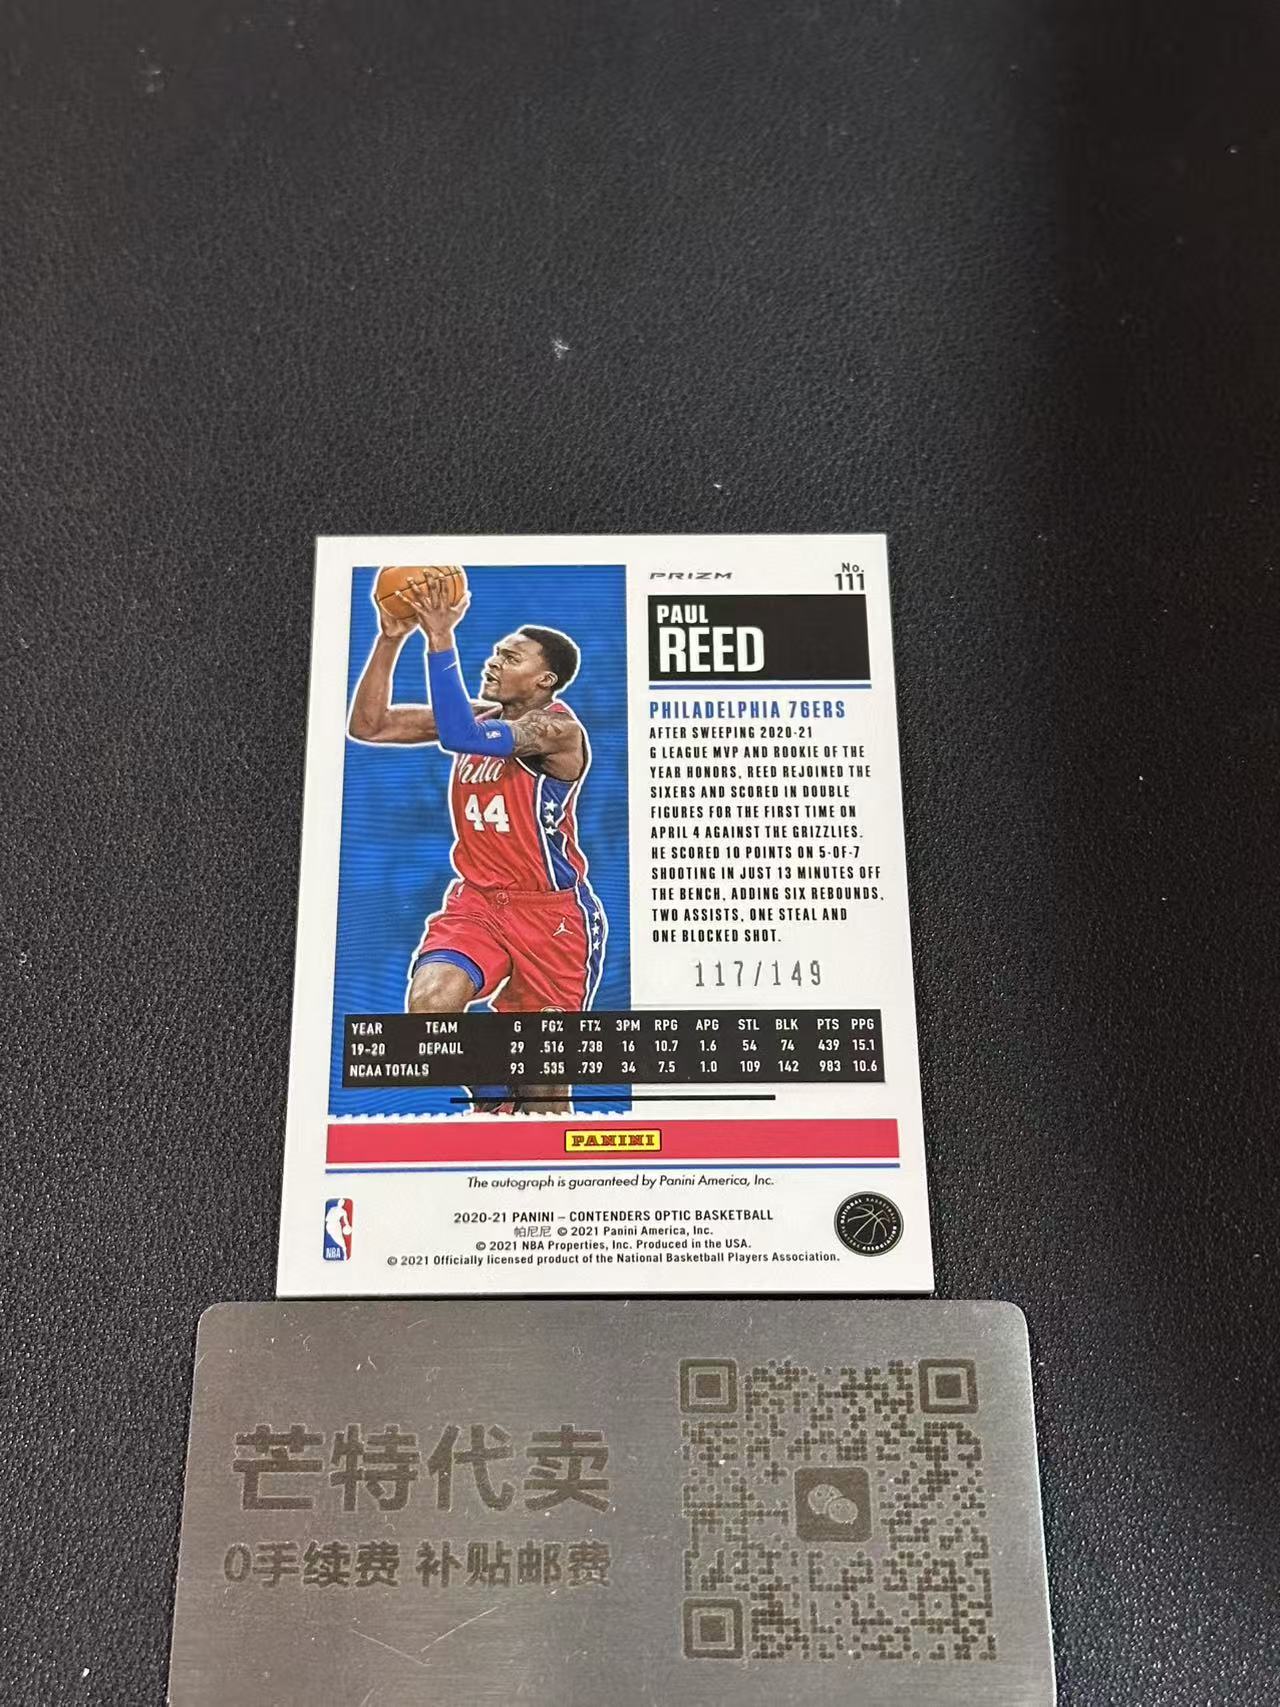 PRIZM
No.
111
PAUL
REED
PHILADELPHIA 76ERS
AFTER SWEEPING 2020-21
G LEAGUE MVP AND ROOKIE OF THE
YEAR HONORS, REED REJOINED THE
SIXERS AND SCORED IN DOUBLE
FIGURES FOR THE FIRST TIME ON
APRIL 4 AGAINST THE GRIZZLIES.
HE SCORED 10 POINTS ON 5-OF-7
SHOOTING IN JUST 13 MINUTES OFF
THE BENCH, ADDING SIX REBOUNDS,
TWO ASSISTS, ONE STEAL AND
ONE BLOCKED SHOT.
117/149
Phila
44
YEAR TEAM G FG% FT% 3PM RPG APG STL BLK PTS PPG
19-20 DEPAUL 29 .516 .738 16 10.7 1.6 54 74 439 15.1
NCAA TOTALS 93 .535 .739 34 7.5 1.0 109 142 983 10.6
PANINI
The autograph is guaranteed by Panini America, Inc.
2020-21 PANINI – CONTENDERS OPTIC BASKETBALL
帕尼尼 © 2021 Panini America, Inc.
© 2021 NBA Properties, Inc. Produced in the USA.
© 2021 Officially licensed product of the National Basketball Players Association.
NBA
NATIONAL BASKETBALL PLAYERS ASSOCIATION
芒特代卖
0手续费 补贴邮费